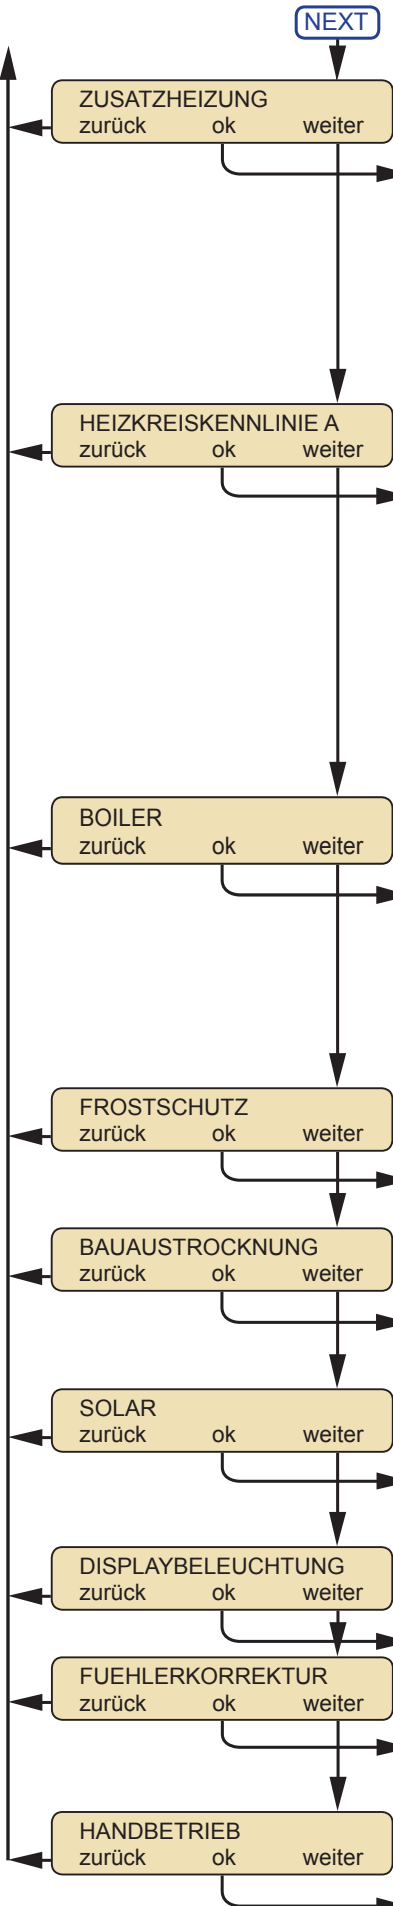 NEXT
ZUSATZHEIZUNG
zurück ok weiter
HEIZKREISKENNLINIE A
zurück ok weiter
BOILER
zurück ok weiter
FROSTSCHUTZ
zurück ok weiter
BAUAUSTROCKNUNG
zurück ok weiter
SOLAR
zurück ok weiter
DISPLAYBELEUCHTUNG
zurück ok weiter
FUEHLERKORREKTUR
zurück ok weiter
HANDBETRIEB
zurück ok weiter